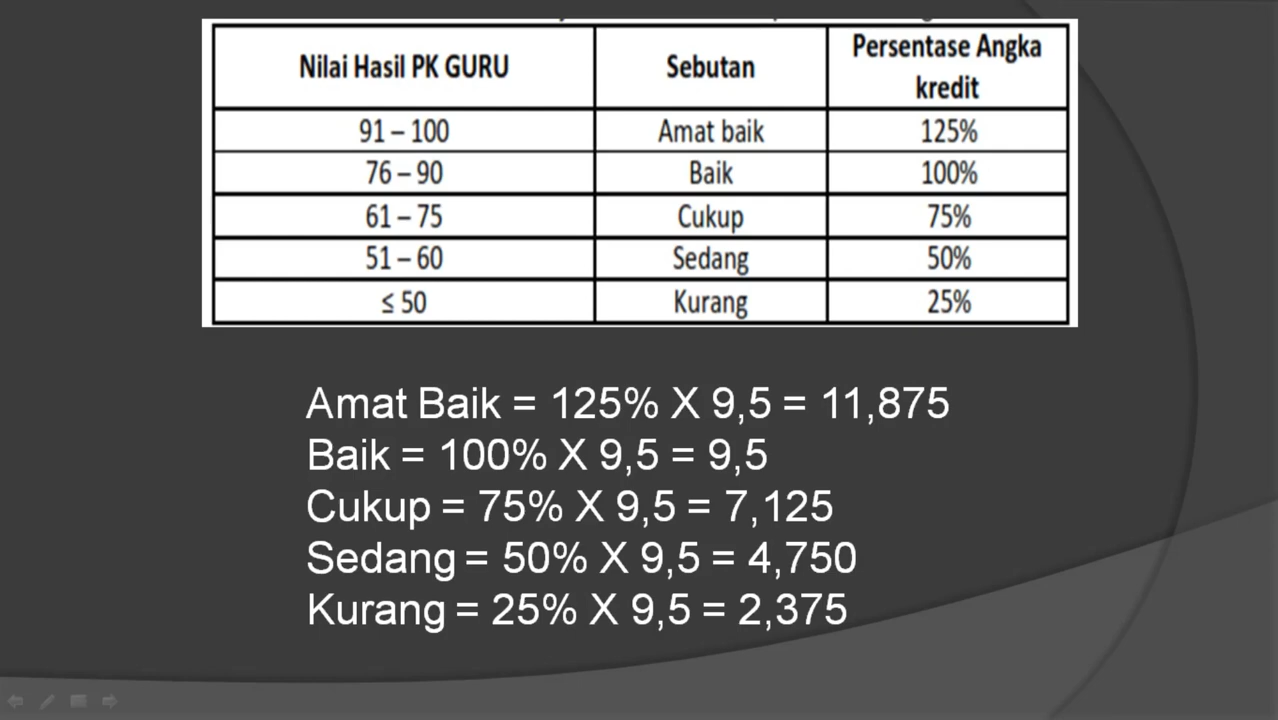 Nilai Hasil PK GURU Sebutan Persentase Angka kredit
91 – 100 Amat baik 125%
76 – 90 Baik 100%
61 – 75 Cukup 75%
51 – 60 Sedang 50%
≤ 50 Kurang 25%
Amat Baik = 125% X 9,5 = 11,875
Baik = 100% X 9,5 = 9,5
Cukup = 75% X 9,5 = 7,125
Sedang = 50% X 9,5 = 4,750
Kurang = 25% X 9,5 = 2,375